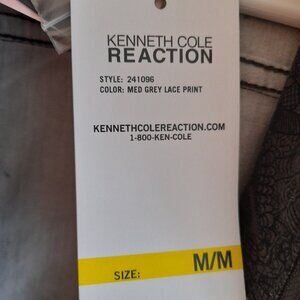 KENNETH COLE
REACTION
STYLE: 241096
COLOR: MED GREY LACE PRINT
KENNETHCOLEREACTION.COM
1-800-KEN-COLE
SIZE: M/M